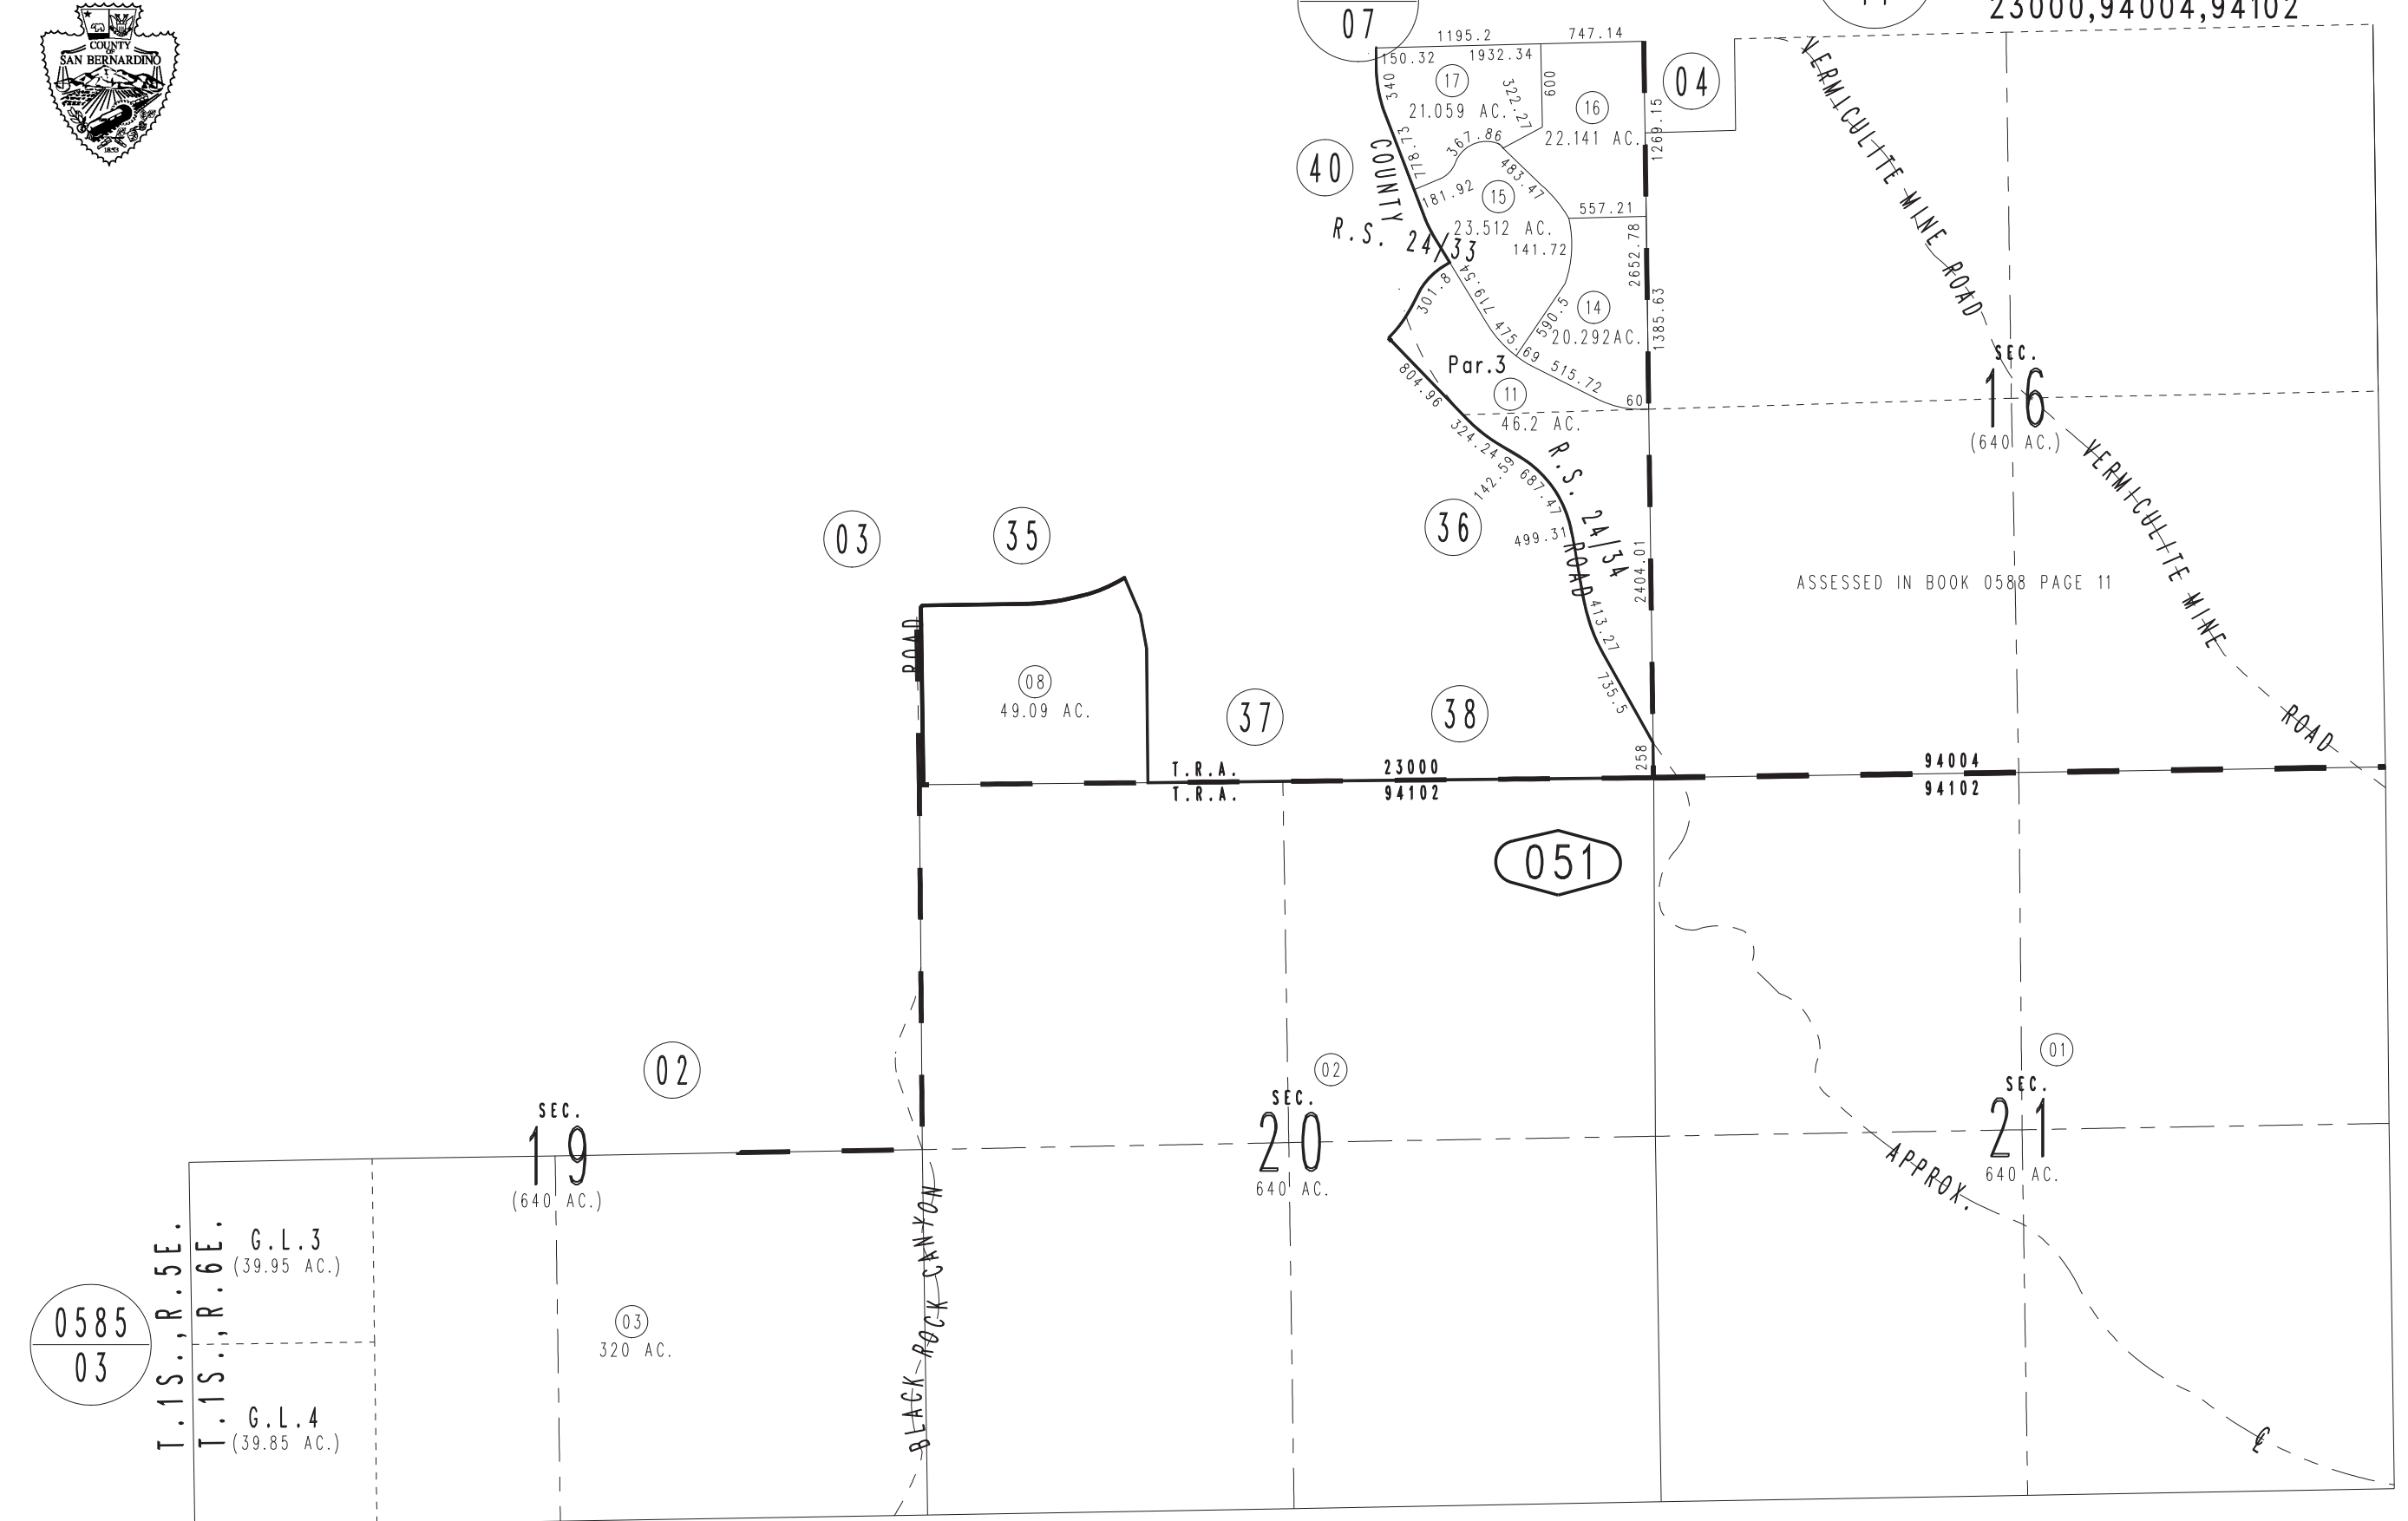 COUNTY
OF
SAN BERNARDINO
1853
07
23000,94004,94102
1195.2
747.14
150.32
1932.34
17
21.059 AC.
340
322.27
600
16
22.141 AC.
04
1269.15
VERMICULITE MINE ROAD
778.73
367.86
COUNTY
40
181.92
483.47
15
23.512 AC.
557.21
R.S. 24/33
141.72
2652.78
301.8
719.54
14
20.292AC.
590.5
1385.63
475.69
Par.3
515.72
804.96
11
46.2 AC.
60
SEC.
16
(640 AC.)
324.24
142.59
687.47
R.S. 24/34
VERMICULITE MINE ROAD
03
35
36
499.31
ROAD
2404.01
ASSESSED IN BOOK 0588 PAGE 11
413.27
ROAD
08
49.09 AC.
37
38
735.5
258
T.R.A. 23000
94004
T.R.A. 94102
94102
051
02
02
01
SEC.
19
(640 AC.)
SEC.
20
640 AC.
SEC.
21
640 AC.
APPROX.
BLACK ROCK CANYON
T.1S.,R.5E.
T.1S.,R.6E.
G.L.3
(39.95 AC.)
0585
03
03
320 AC.
G.L.4
(39.85 AC.)
℄